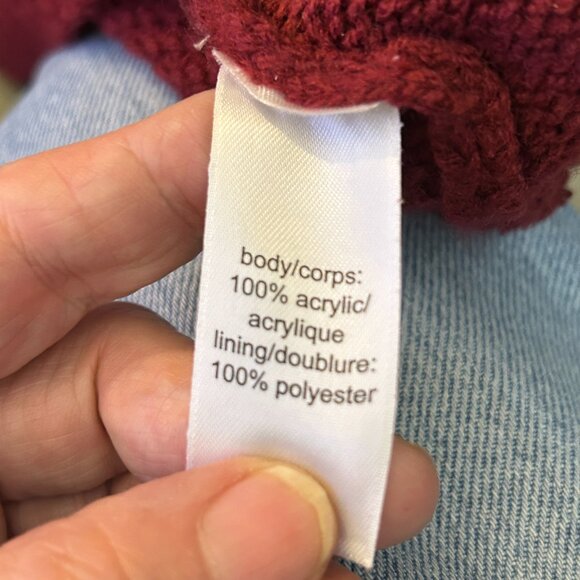 body/corps:
100% acrylic/
acrylique
lining/doublure:
100% polyester